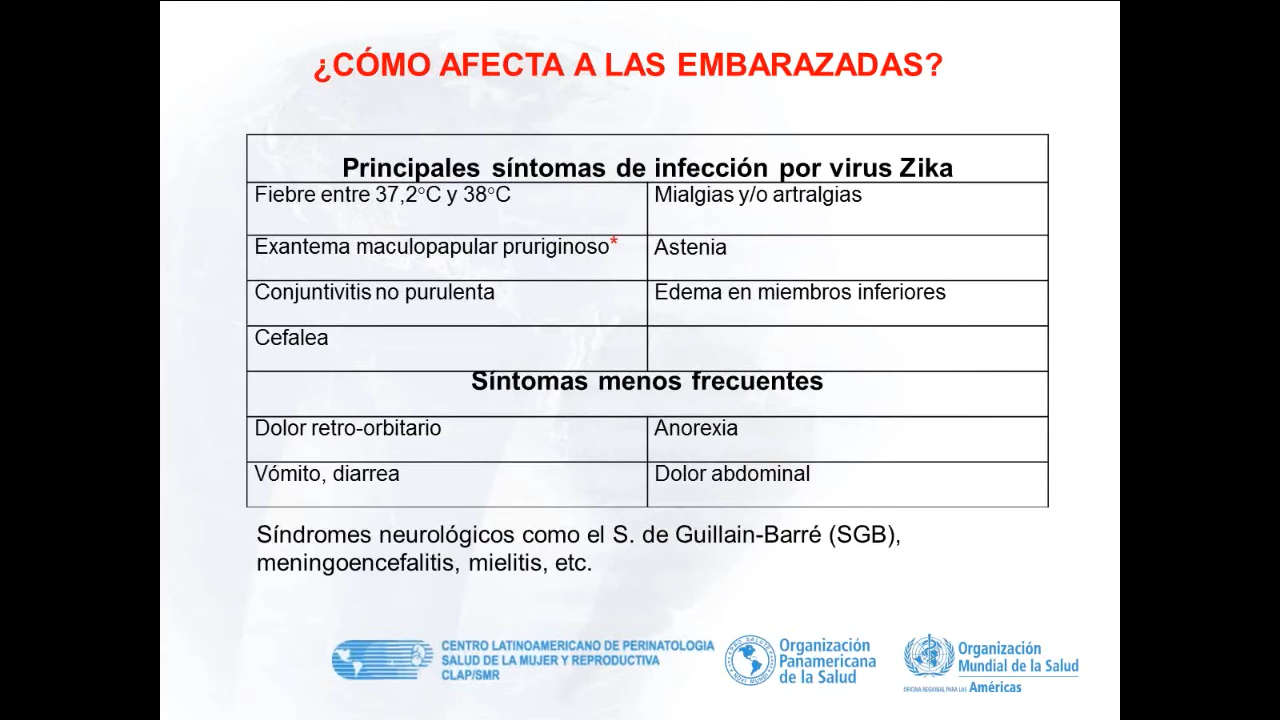 ¿CÓMO AFECTA A LAS EMBARAZADAS?
Principales síntomas de infección por virus Zika
Fiebre entre 37,2°C y 38°C
Mialgias y/o artralgias
Exantema maculopapular pruriginoso*
Astenia
Conjuntivitis no purulenta
Edema en miembros inferiores
Cefalea
Síntomas menos frecuentes
Dolor retro-orbitario
Anorexia
Vómito, diarrea
Dolor abdominal
Síndromes neurológicos como el S. de Guillain-Barré (SGB),
meningoencefalitis, mielitis, etc.
CENTRO LATINOAMERICANO DE PERINATOLOGIA
SALUD DE LA MUJER Y REPRODUCTIVA
CLAP/SMR
PRO SALUTE
NOVI MUNDI
Organización
Panamericana
de la Salud
Organización
Mundial de la Salud
OFICINA REGIONAL PARA LAS Américas